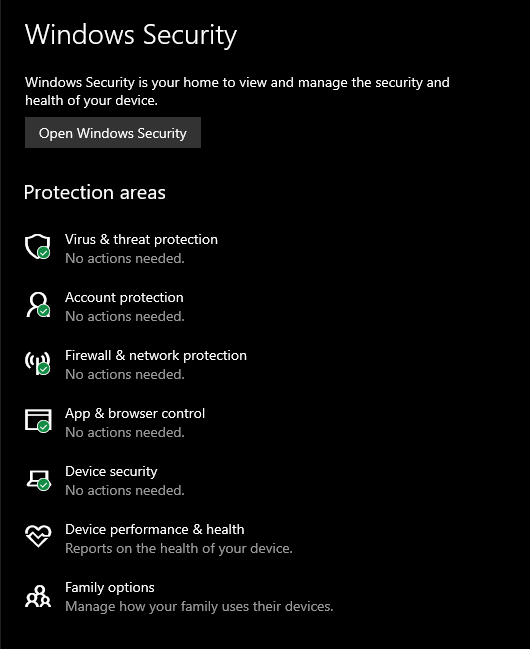 Windows Security
Windows Security is your home to view and manage the security and
health of your device.
Open Windows Security
Protection areas
Virus & threat protection
No actions needed.
Account protection
No actions needed.
Firewall & network protection
No actions needed.
App & browser control
No actions needed.
Device security
No actions needed.
Device performance & health
Reports on the health of your device.
Family options
Manage how your family uses their devices.